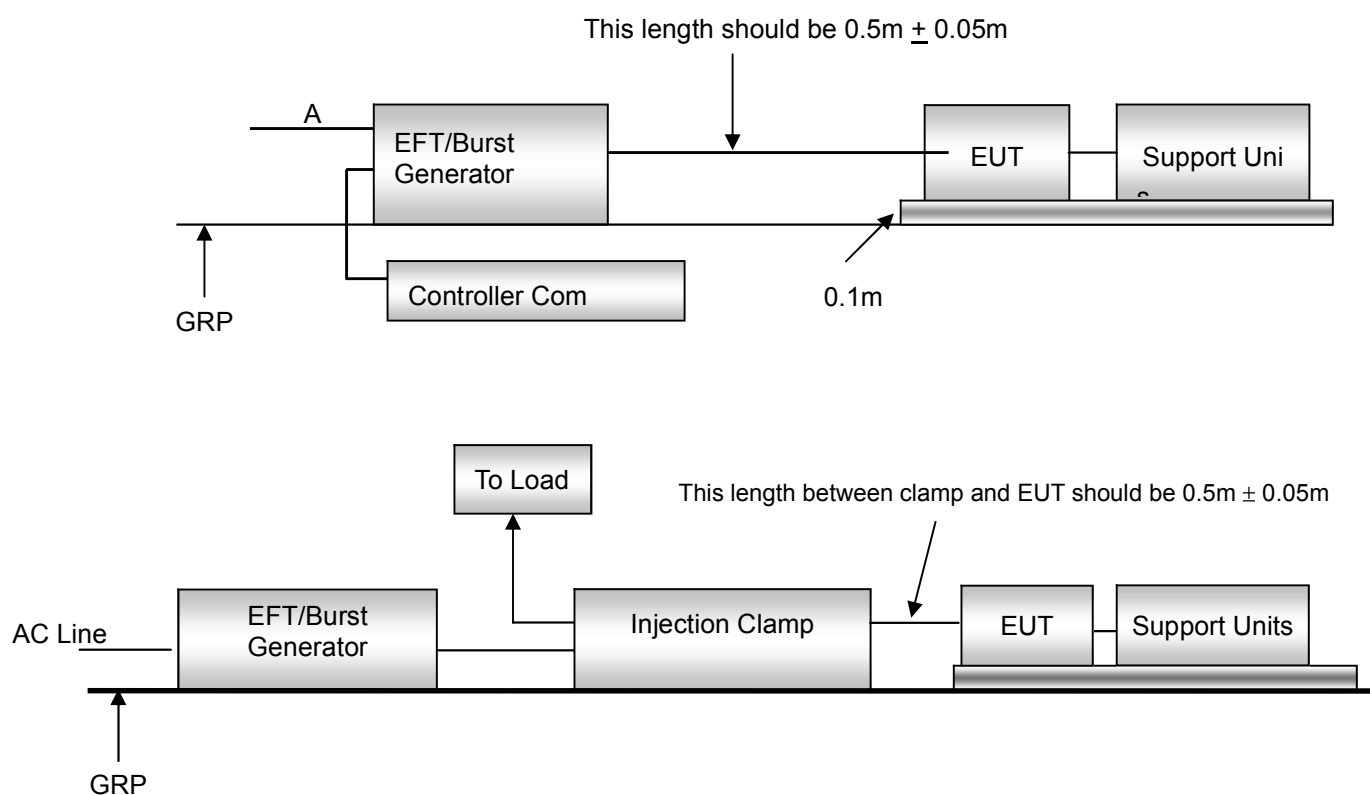 This length should be 0.5m ± 0.05m
A
EFT/Burst
Generator
EUT
Support Uni
s
Controller Com
0.1m
GRP
To Load
This length between clamp and EUT should be 0.5m ± 0.05m
AC Line
EFT/Burst
Generator
Injection Clamp
EUT
Support Units
GRP